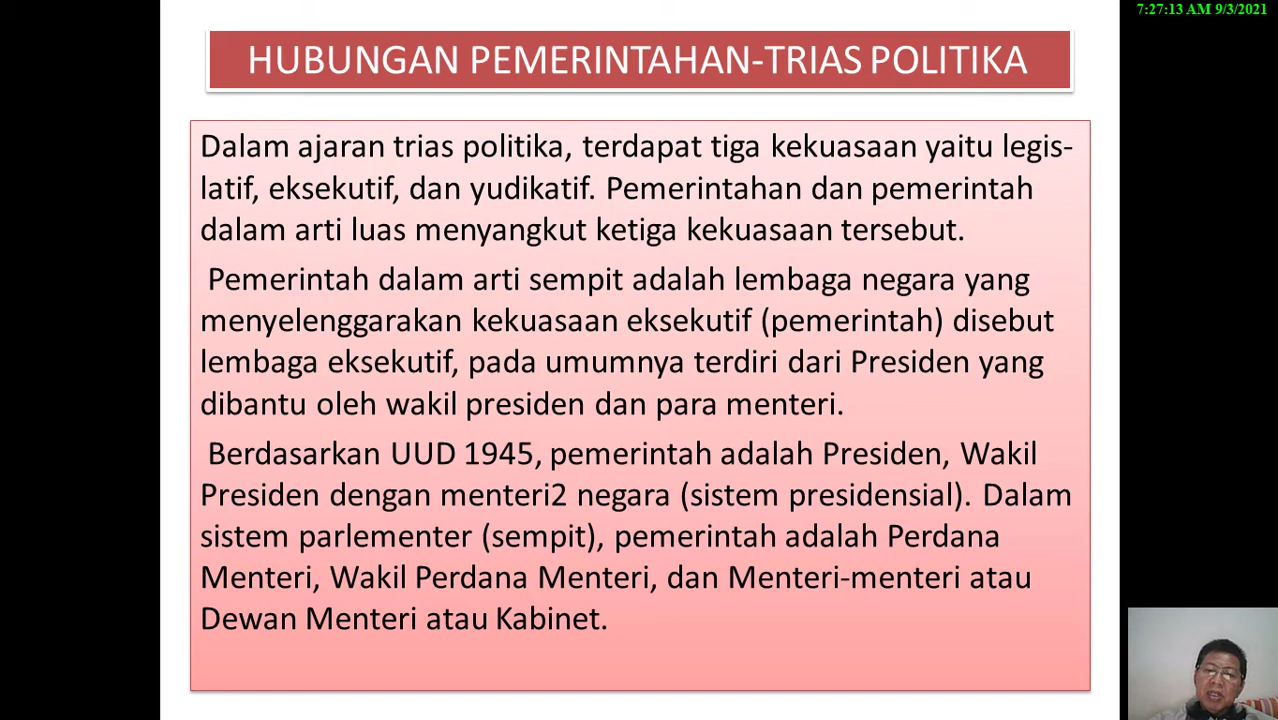 7:27:13 AM 9/3/2021
HUBUNGAN PEMERINTAHAN-TRIAS POLITIKA
Dalam ajaran trias politika, terdapat tiga kekuasaan yaitu legis-
latif, eksekutif, dan yudikatif. Pemerintahan dan pemerintah
dalam arti luas menyangkut ketiga kekuasaan tersebut.
Pemerintah dalam arti sempit adalah lembaga negara yang
menyelenggarakan kekuasaan eksekutif (pemerintah) disebut
lembaga eksekutif, pada umumnya terdiri dari Presiden yang
dibantu oleh wakil presiden dan para menteri.
Berdasarkan UUD 1945, pemerintah adalah Presiden, Wakil
Presiden dengan menteri2 negara (sistem presidensial). Dalam
sistem parlementer (sempit), pemerintah adalah Perdana
Menteri, Wakil Perdana Menteri, dan Menteri-menteri atau
Dewan Menteri atau Kabinet.